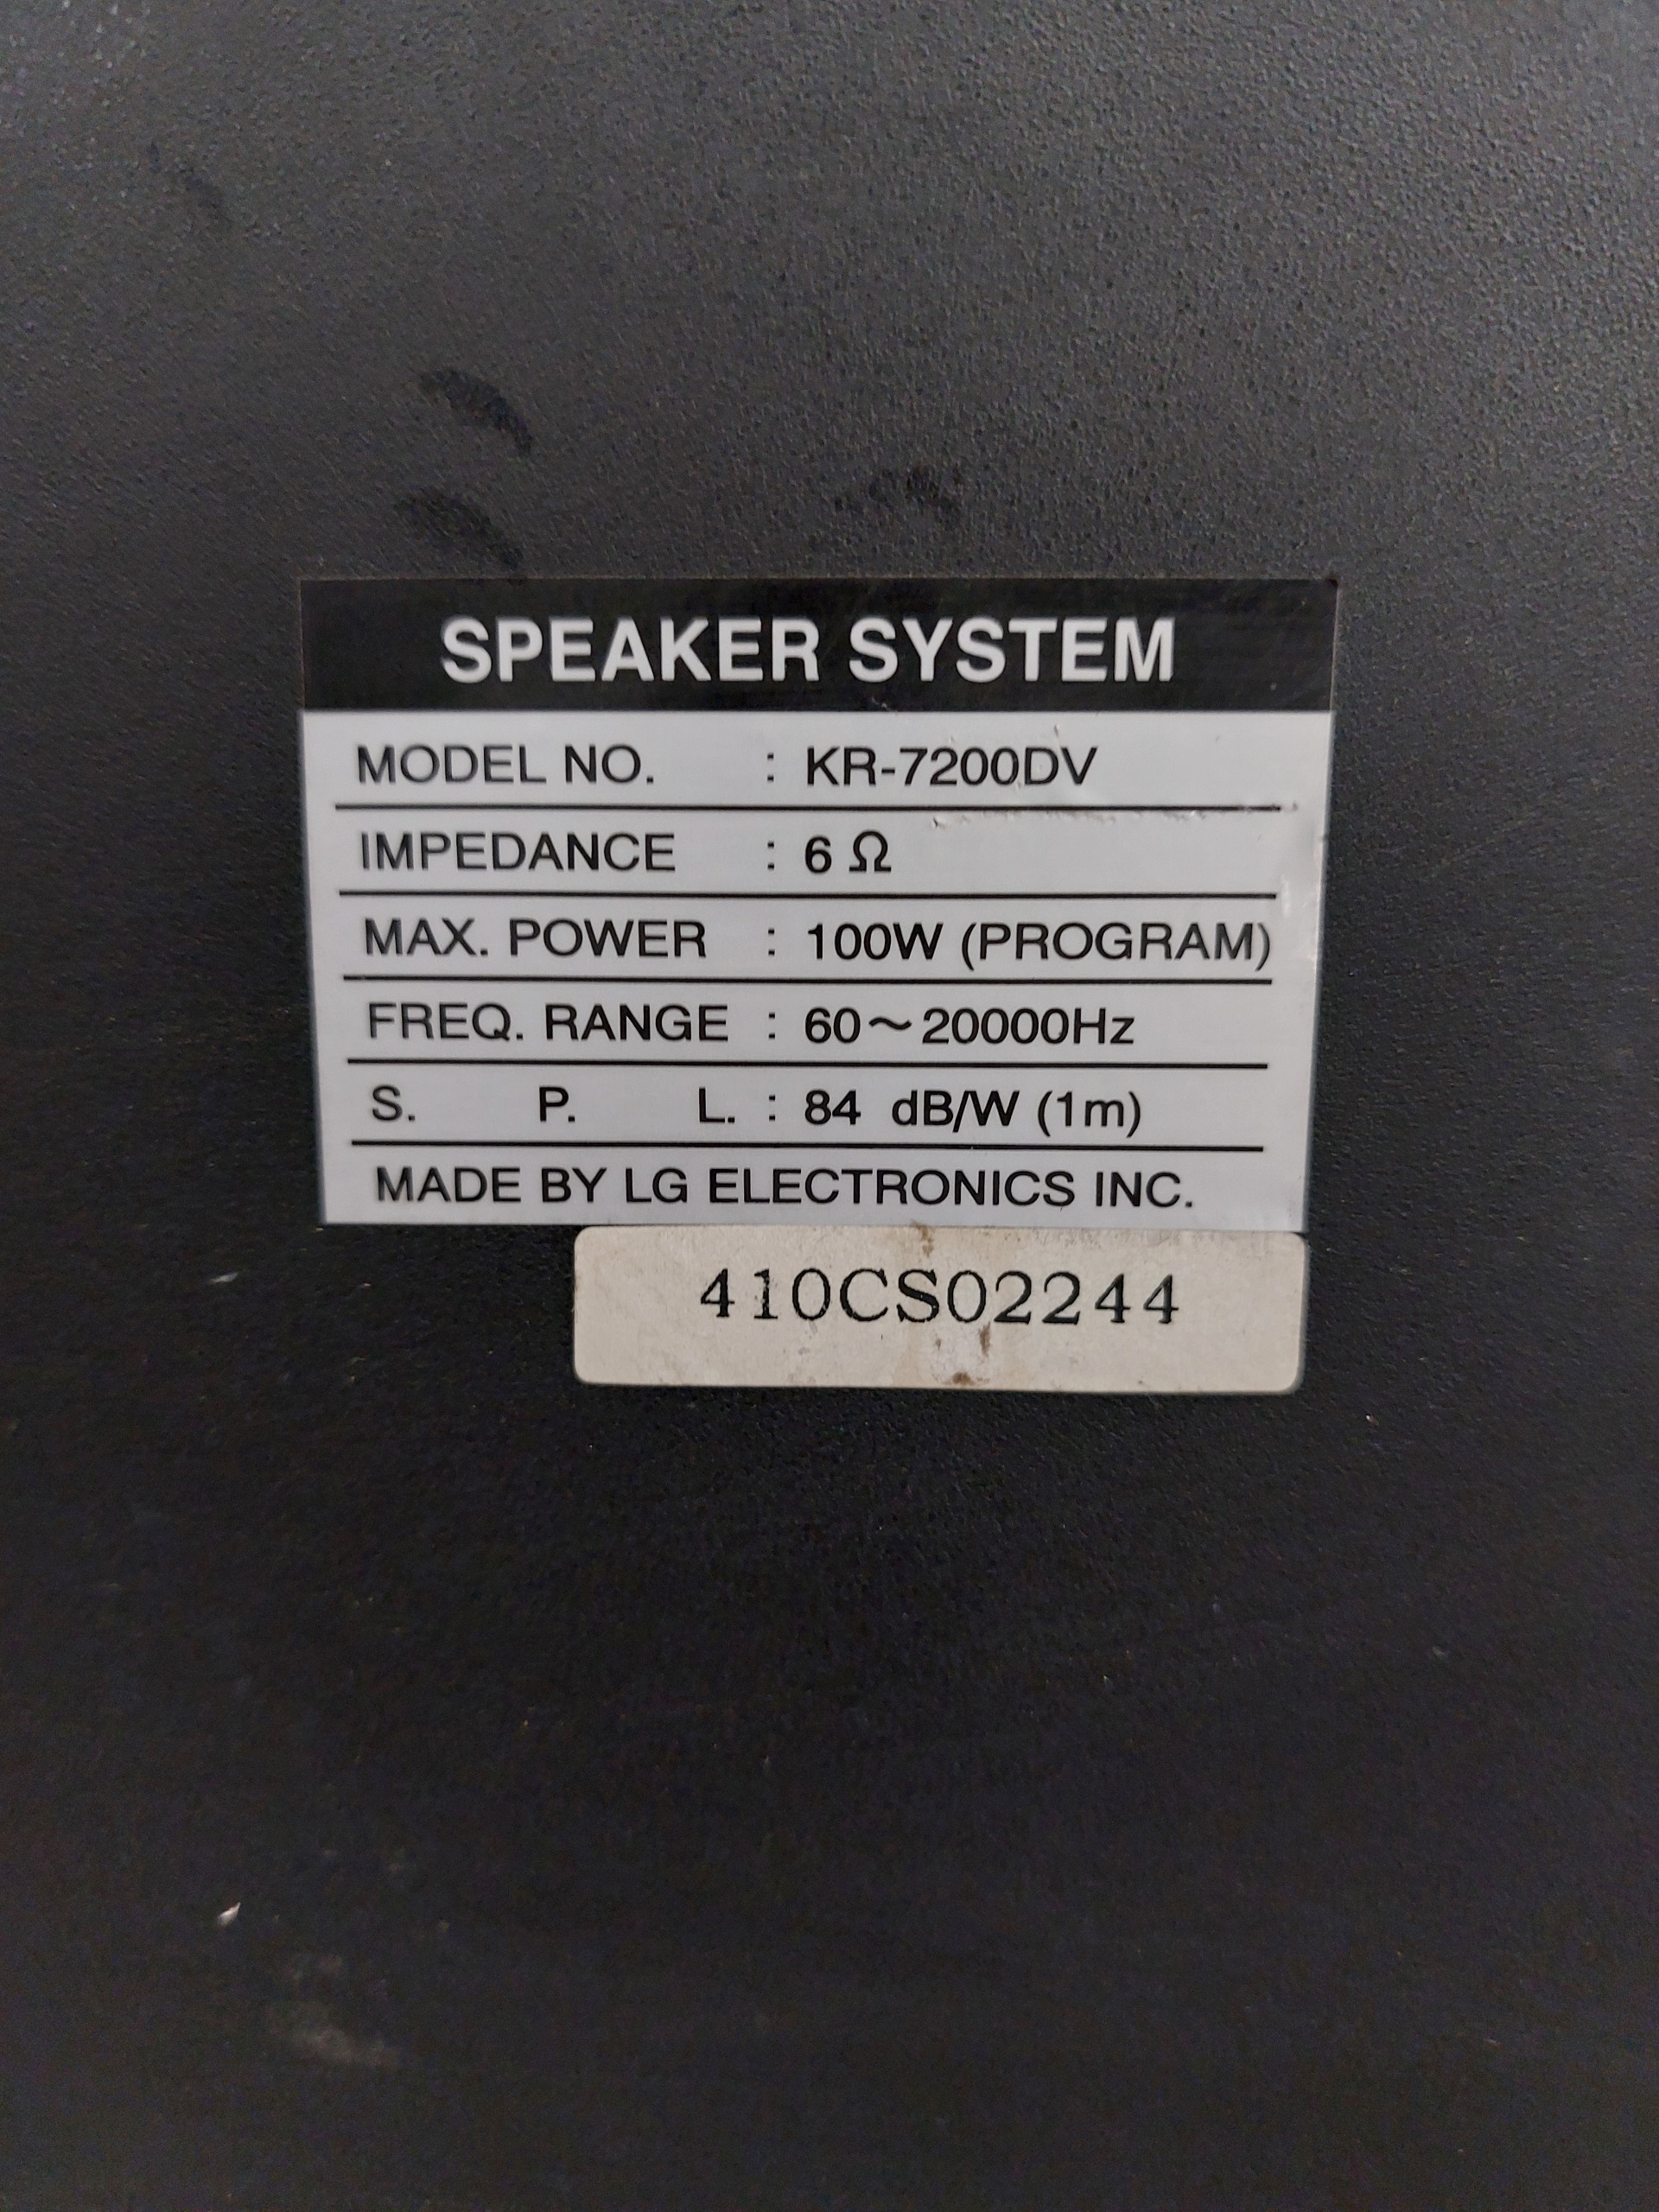 SPEAKER SYSTEM
MODEL NO. : KR-7200DV
IMPEDANCE : 6 Ω
MAX. POWER : 100W (PROGRAM)
FREQ. RANGE : 60~20000Hz
S. P. L. : 84 dB/W (1m)
MADE BY LG ELECTRONICS INC.
410CS02244